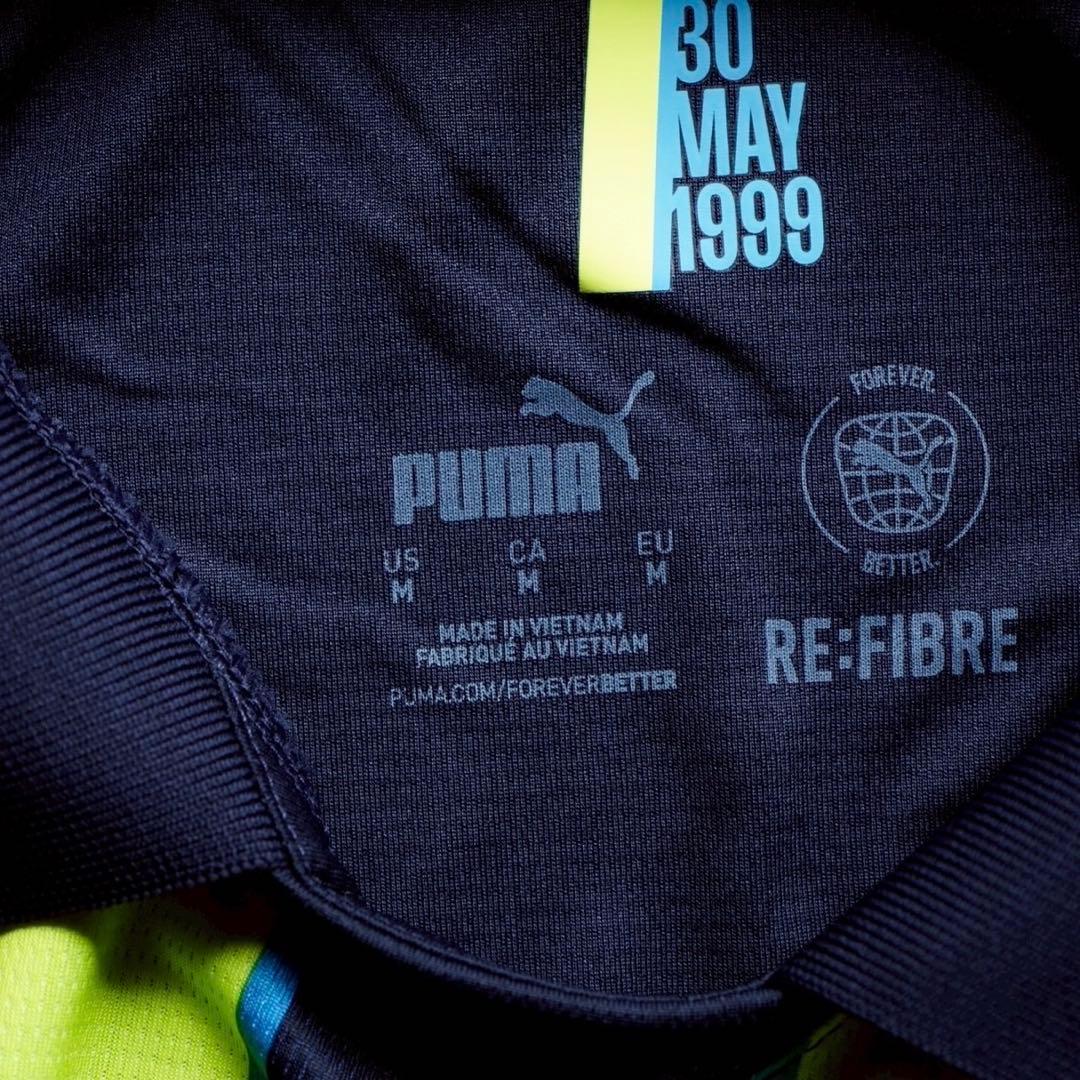 30
MAY
1999
PUMA
US CA EU
M M M
MADE IN VIETNAM
FABRIQUÉ AU VIETNAM
PUMA.COM/FOREVERBETTER
FOREVER.
BETTER.
RE:FIBRE